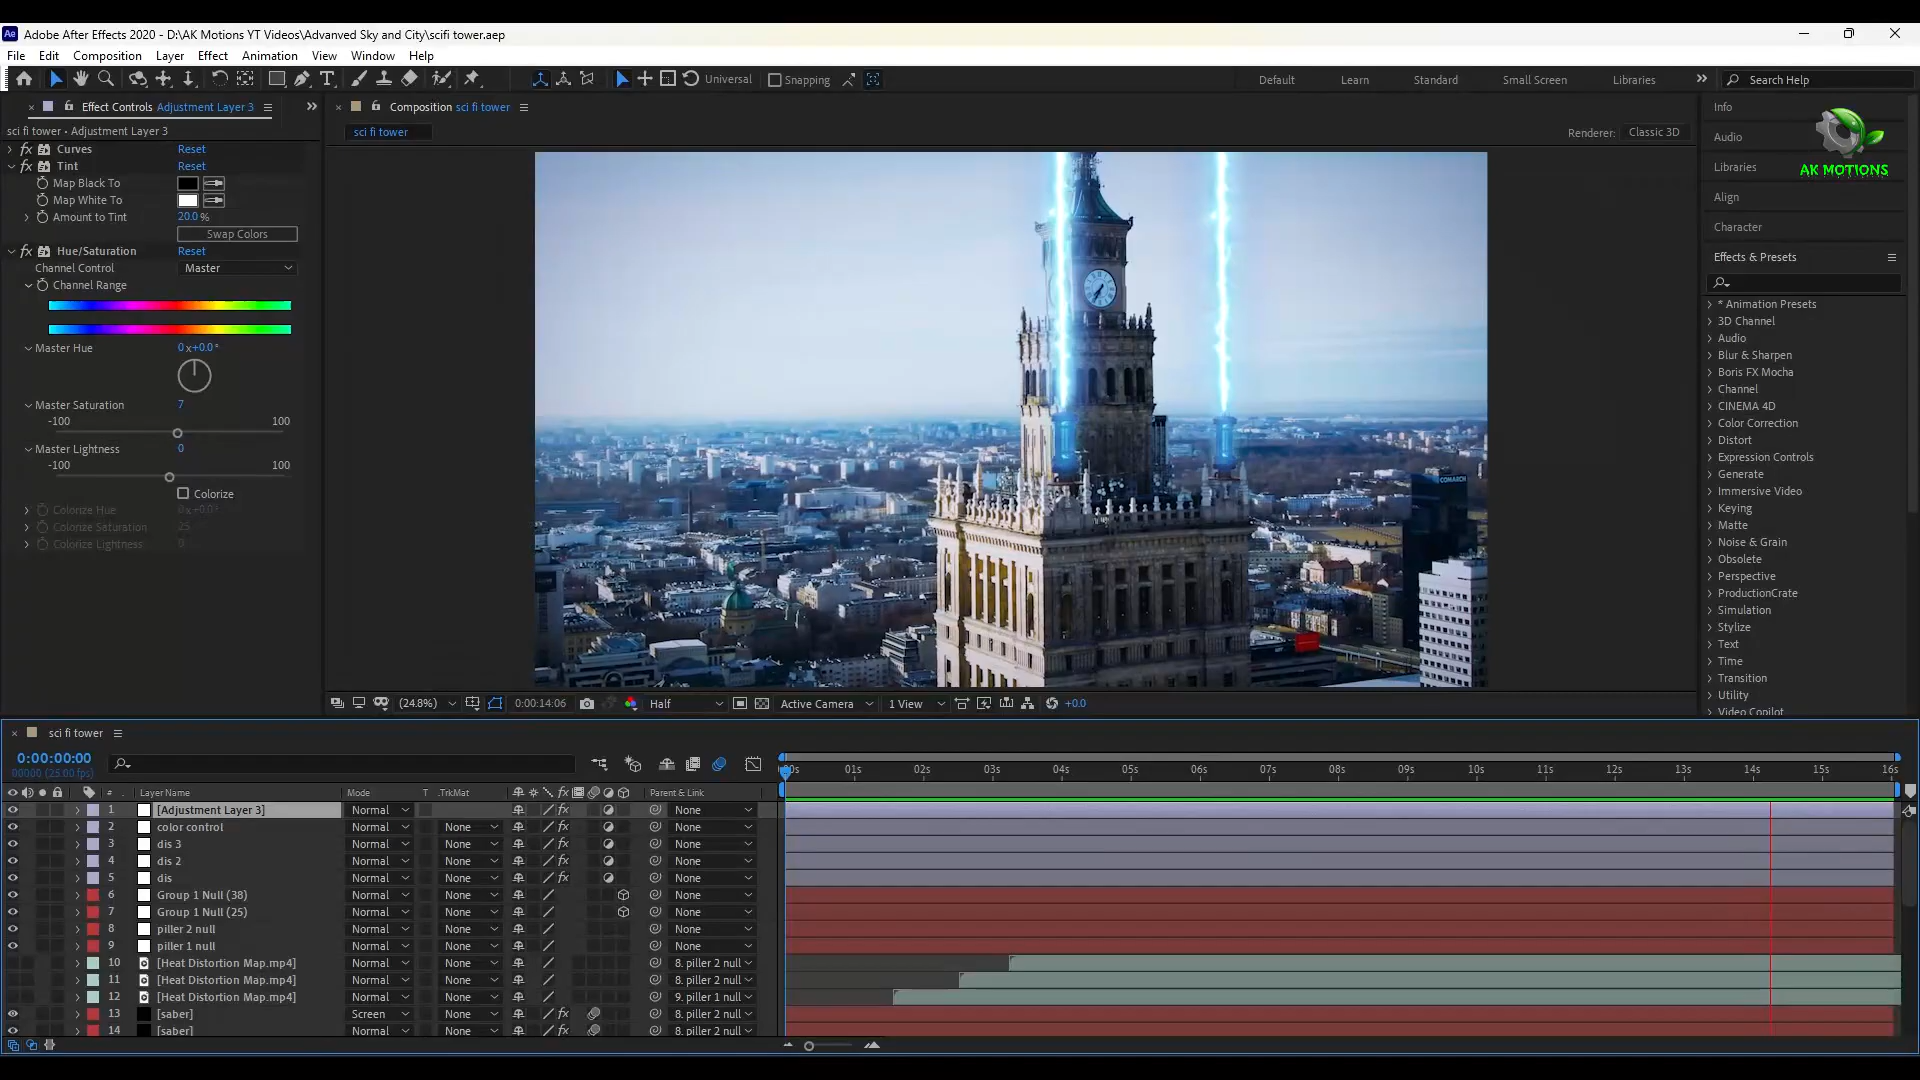 Adobe After Effects 2020 - D:\AK Motions YT Videos\Advanved Sky and City\scifi tower.aep
File Edit Composition Layer Effect Animation View Window Help
Universal Snapping Default Learn Standard Small Screen Libraries Search Help
Effect Controls Adjustment Layer 3
Composition sci fi tower
sci fi tower • Adjustment Layer 3
sci fi tower
Renderer: Classic 3D
Curves Reset
Tint Reset
Map Black To
Map White To
Amount to Tint 20.0 %
Swap Colors
Hue/Saturation Reset
Channel Control Master
Channel Range
Master Hue 0 x+0.0 °
Master Saturation 7
-100 100
Master Lightness 0
-100 100
Colorize
Colorize Hue 0 x+0.0 °
Colorize Saturation 25
Colorize Lightness 0
COMARCH
(24.8%) 0:00:14:06 Half Active Camera 1 View +0.0
Info
Audio
Libraries
Align
Character
AK MOTIONS
Effects & Presets
* Animation Presets
3D Channel
Audio
Blur & Sharpen
Boris FX Mocha
Channel
CINEMA 4D
Color Correction
Distort
Expression Controls
Generate
Immersive Video
Keying
Matte
Noise & Grain
Obsolete
Perspective
ProductionCrate
Simulation
Stylize
Text
Time
Transition
Utility
Video Copilot
sci fi tower
0:00:00:00
00000 (25.00 fps)
:00s 01s 02s 03s 04s 05s 06s 07s 08s 09s 10s 11s 12s 13s 14s 15s 16s
# Layer Name Mode T .TrkMat Parent & Link
1 [Adjustment Layer 3] Normal None
2 color control Normal None None
3 dis 3 Normal None None
4 dis 2 Normal None None
5 dis Normal None None
6 Group 1 Null (38) Normal None None
7 Group 1 Null (25) Normal None None
8 piller 2 null Normal None None
9 piller 1 null Normal None None
10 [Heat Distortion Map.mp4] Normal None 8. piller 2 null
11 [Heat Distortion Map.mp4] Normal None 8. piller 2 null
12 [Heat Distortion Map.mp4] Normal None 9. piller 1 null
13 [saber] Screen None 8. piller 2 null
14 [saber] Normal None 8. piller 2 null